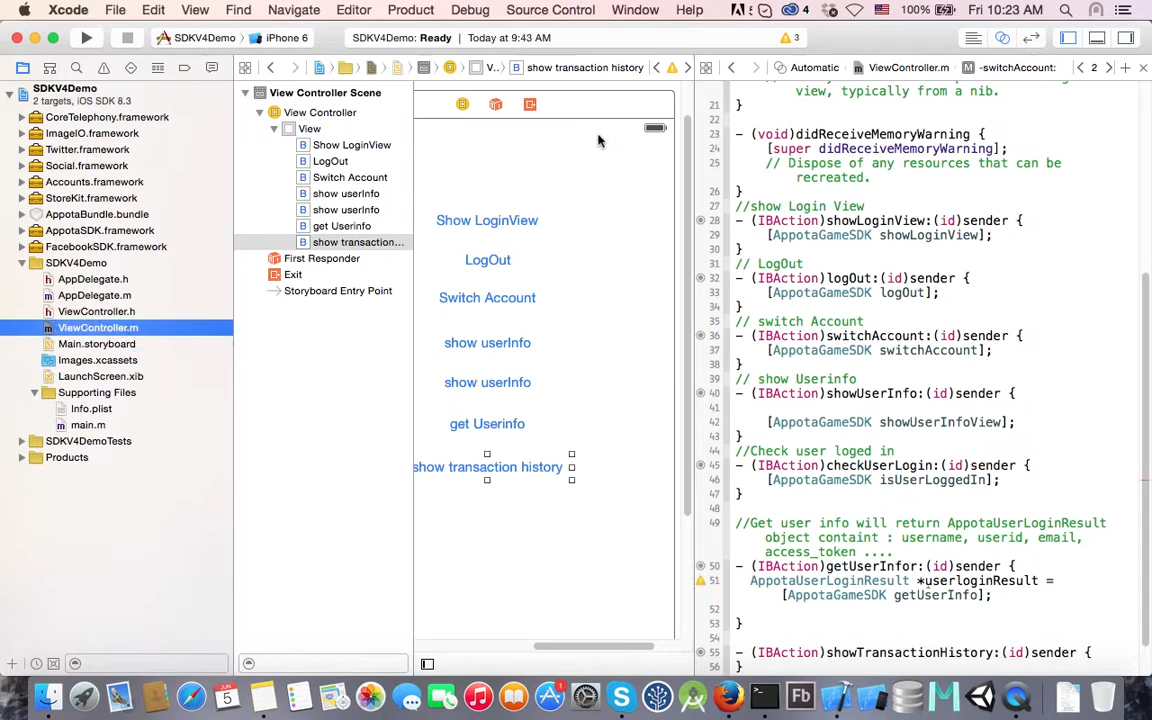 Xcode File Edit View Find Navigate Editor Product Debug Source Control Window Help 4 100% Fri 10:23 AM
SDKV4Demo iPhone 6 SDKV4Demo: Ready Today at 9:43 AM 3
V... show transaction history Automatic ViewController.m -switchAccount: 2
SDKV4Demo
2 targets, iOS SDK 8.3
CoreTelephony.framework
ImageIO.framework
Twitter.framework
Social.framework
Accounts.framework
StoreKit.framework
AppotaBundle.bundle
AppotaSDK.framework
FacebookSDK.framework
SDKV4Demo
AppDelegate.h
AppDelegate.m
ViewController.h
ViewController.m
Main.storyboard
Images.xcassets
LaunchScreen.xib
Supporting Files
Info.plist
main.m
SDKV4DemoTests
Products
View Controller Scene
View Controller
View
B Show LoginView
B LogOut
B Switch Account
B show userInfo
B show userInfo
B get Userinfo
B show transaction...
First Responder
Exit
Storyboard Entry Point
Show LoginView
LogOut
Switch Account
show userInfo
show userInfo
get Userinfo
show transaction history
view, typically from a nib.
21 }
22
23 - (void)didReceiveMemoryWarning {
24 [super didReceiveMemoryWarning];
25 // Dispose of any resources that can be
recreated.
26 }
27 //show Login View
28 - (IBAction)showLoginView:(id)sender {
29 [AppotaGameSDK showLoginView];
30 }
31 // LogOut
32 - (IBAction)logOut:(id)sender {
33 [AppotaGameSDK logOut];
34 }
35 // switch Account
36 - (IBAction)switchAccount:(id)sender {
37 [AppotaGameSDK switchAccount];
38 }
39 // show Userinfo
40 - (IBAction)showUserInfo:(id)sender {
41
42 [AppotaGameSDK showUserInfoView];
43 }
44 //Check user loged in
45 - (IBAction)checkUserLogin:(id)sender {
46 [AppotaGameSDK isUserLoggedIn];
47 }
48
49 //Get user info will return AppotaUserLoginResult
object containt : username, userid, email,
access_token ....
50 - (IBAction)getUserInfor:(id)sender {
51 AppotaUserLoginResult *userloginResult =
[AppotaGameSDK getUserInfo];
52
53 }
54
55 - (IBAction)showTransactionHistory:(id)sender {
56 }
5 1 Fb